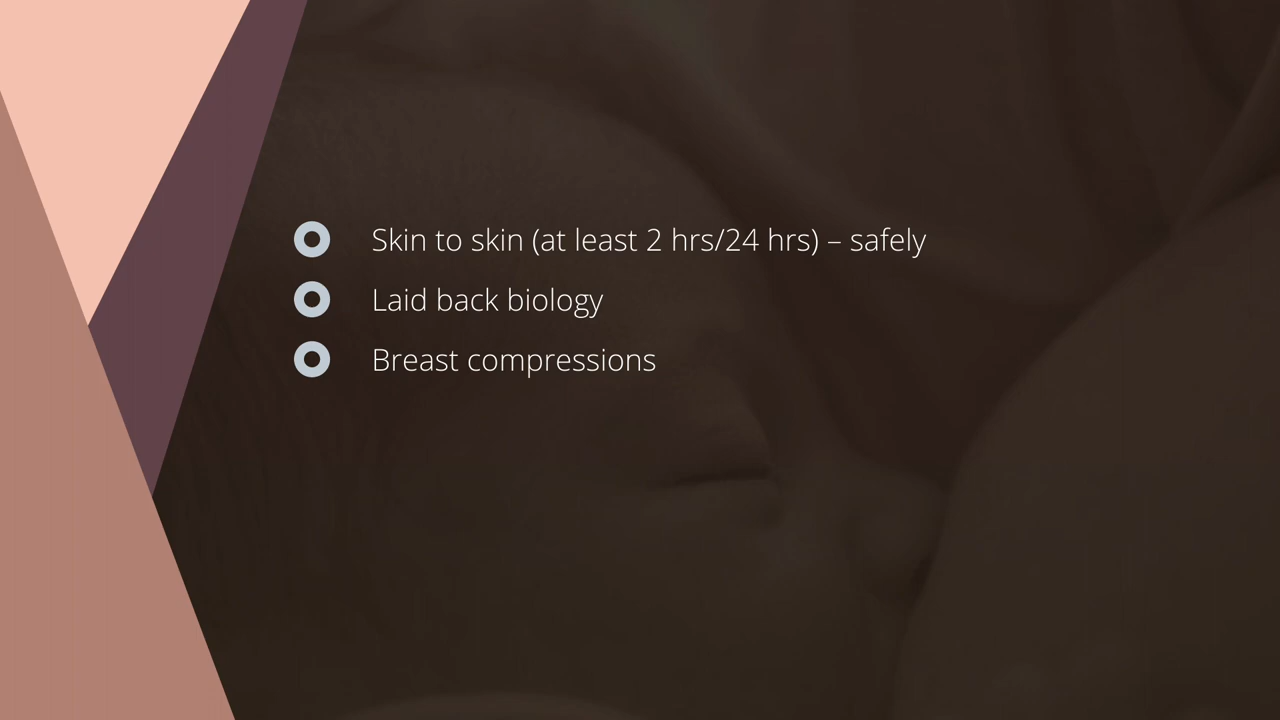 Skin to skin (at least 2 hrs/24 hrs) – safely
Laid back biology
Breast compressions